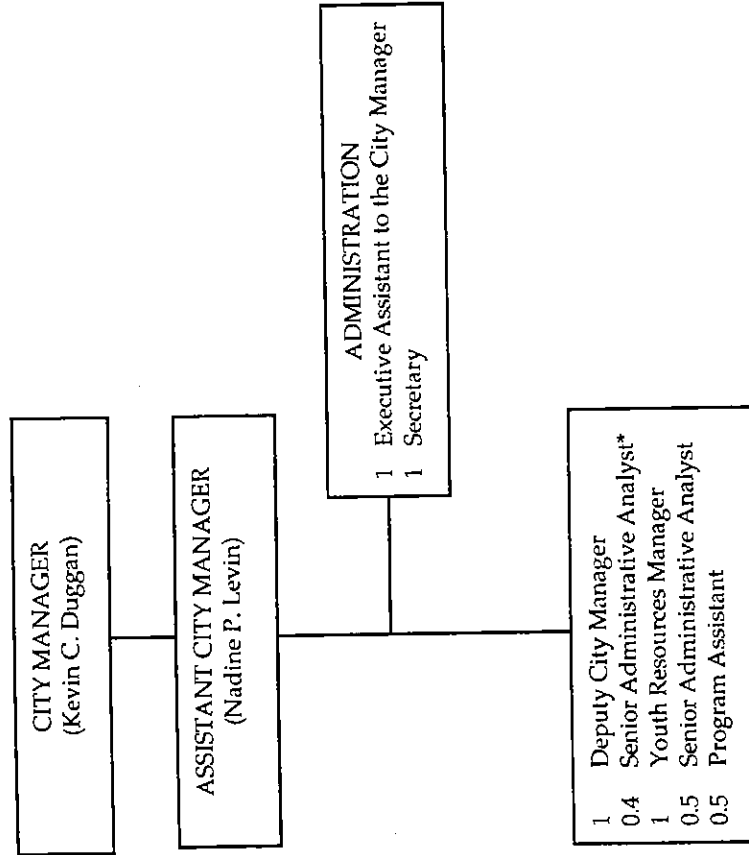 CITY MANAGER
(Kevin C. Duggan)
ASSISTANT CITY MANAGER
(Nadine P. Levin)
ADMINISTRATION
1 Executive Assistant to the City Manager
1 Secretary
1 Deputy City Manager
0.4 Senior Administrative Analyst*
1 Youth Resources Manager
0.5 Senior Administrative Analyst
0.5 Program Assistant